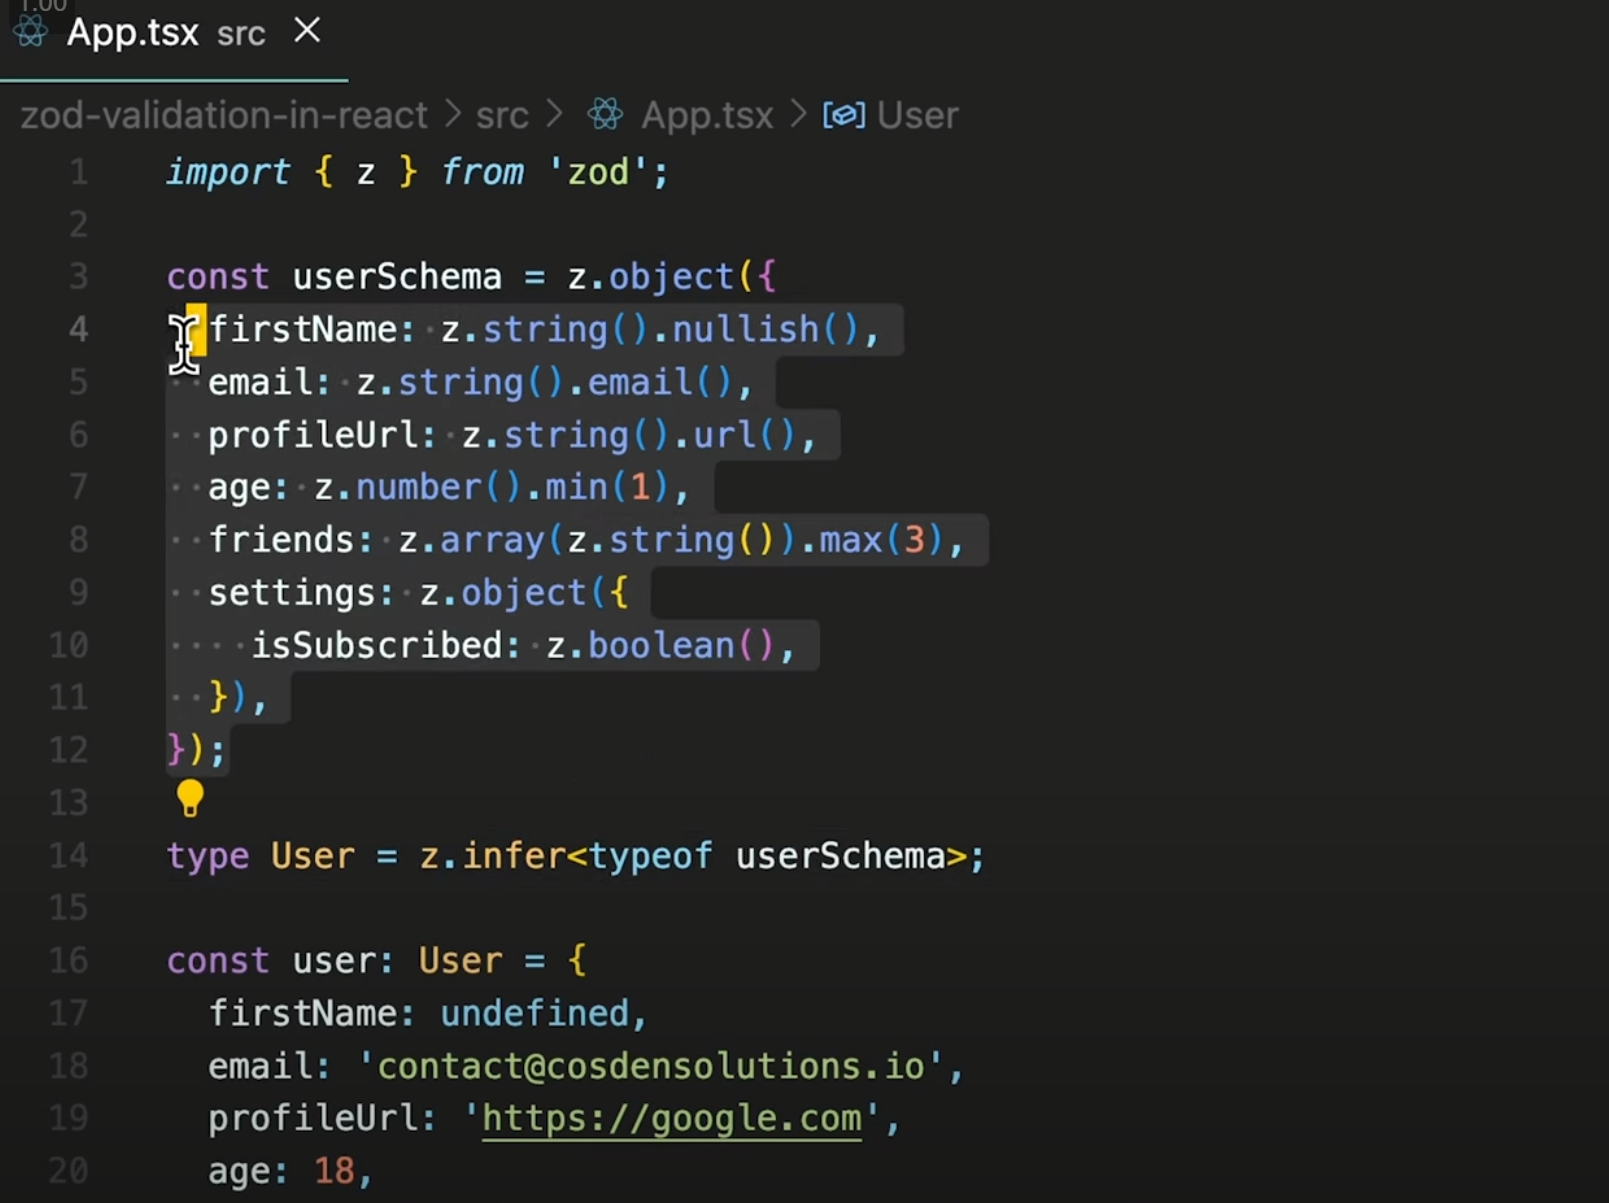 1:00
App.tsx src
zod-validation-in-react > src > App.tsx > User
1 import { z } from 'zod';
2
3 const userSchema = z.object({
4 firstName: z.string().nullish(),
5 email: z.string().email(),
6 profileUrl: z.string().url(),
7 age: z.number().min(1),
8 friends: z.array(z.string()).max(3),
9 settings: z.object({
10 isSubscribed: z.boolean(),
11 }),
12 });
13
14 type User = z.infer<typeof userSchema>;
15
16 const user: User = {
17 firstName: undefined,
18 email: 'contact@cosdensolutions.io',
19 profileUrl: 'https://google.com',
20 age: 18,